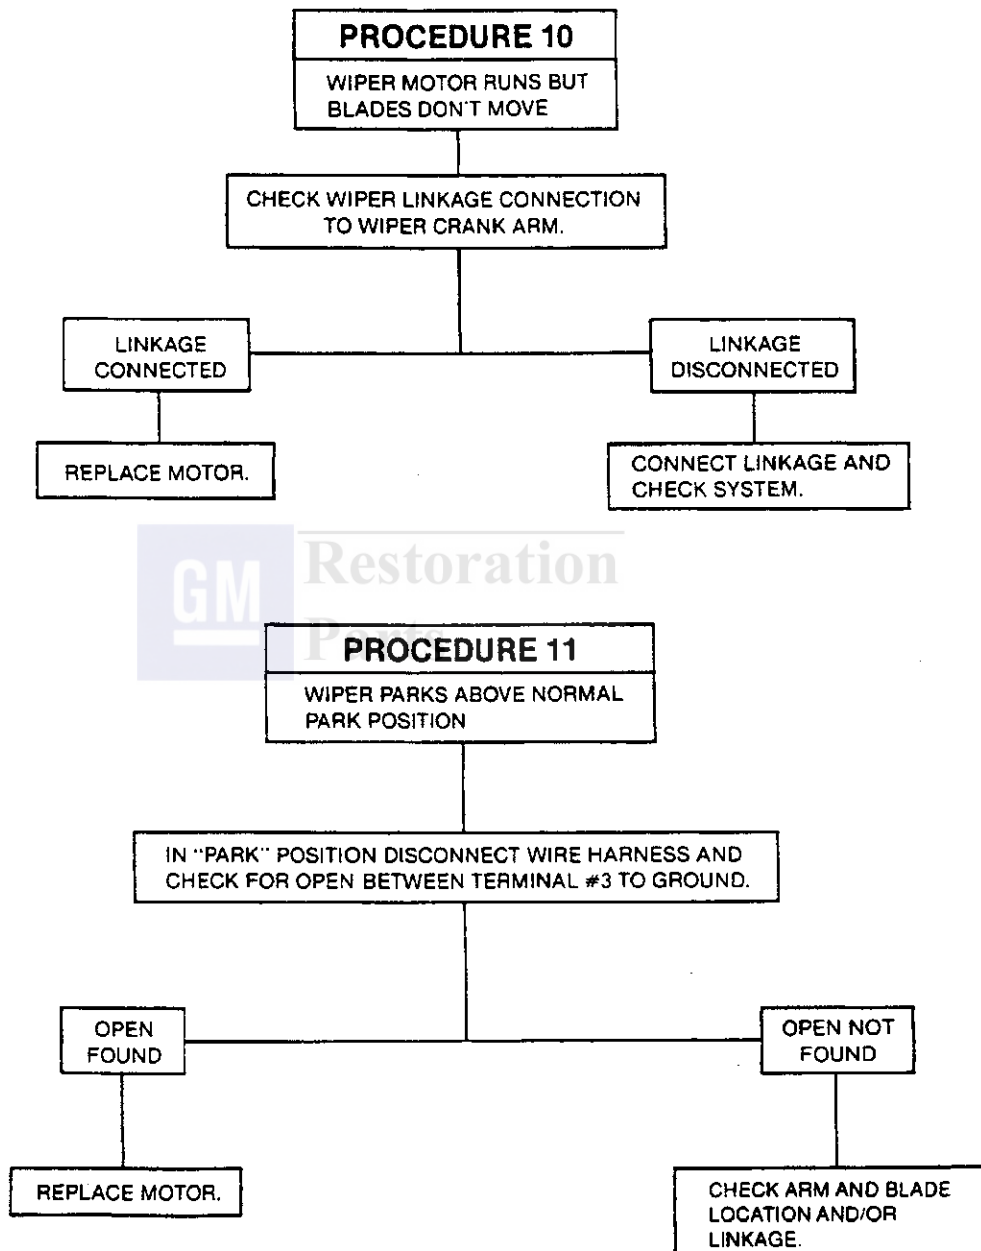 PROCEDURE 10
WIPER MOTOR RUNS BUT
BLADES DON'T MOVE
CHECK WIPER LINKAGE CONNECTION
TO WIPER CRANK ARM.
LINKAGE
CONNECTED
LINKAGE
DISCONNECTED
REPLACE MOTOR.
CONNECT LINKAGE AND
CHECK SYSTEM.
GM
Restoration
Parts
PROCEDURE 11
WIPER PARKS ABOVE NORMAL
PARK POSITION
IN "PARK" POSITION DISCONNECT WIRE HARNESS AND
CHECK FOR OPEN BETWEEN TERMINAL #3 TO GROUND.
OPEN
FOUND
OPEN NOT
FOUND
REPLACE MOTOR.
CHECK ARM AND BLADE
LOCATION AND/OR
LINKAGE.